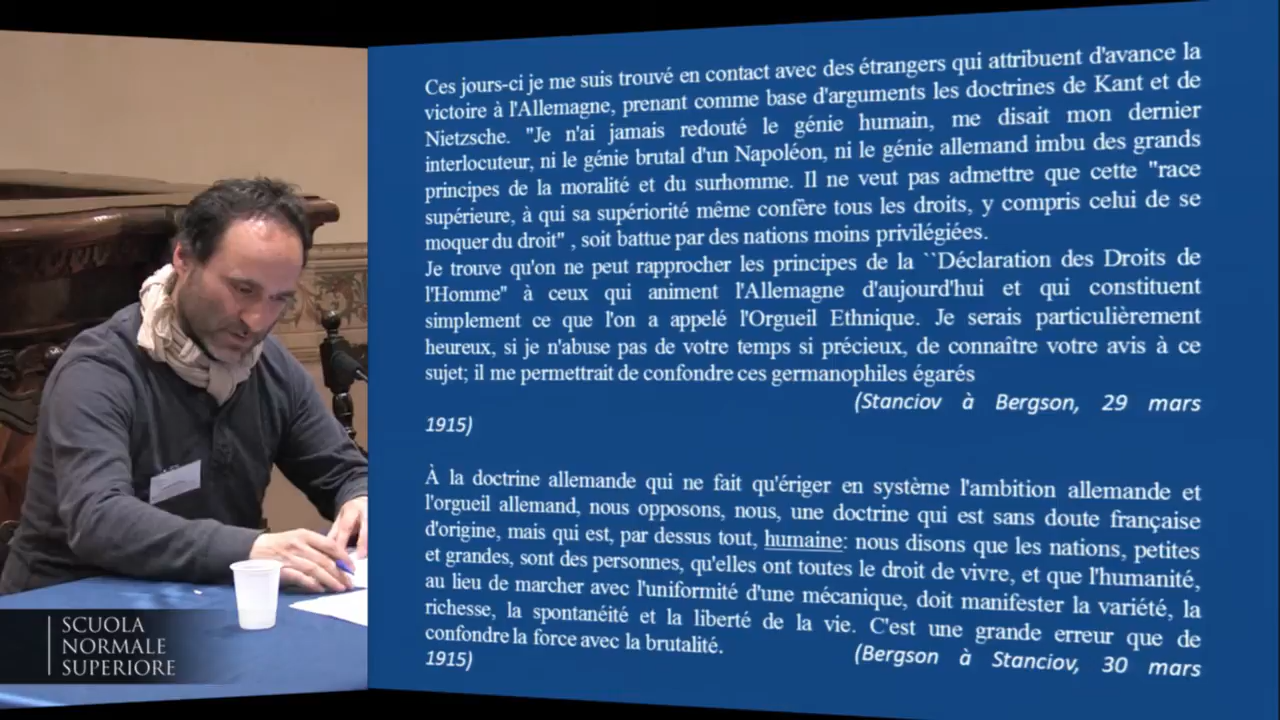 Ces jours-ci je me suis trouvé en contact avec des étrangers qui attribuent d'avance la
victoire à l'Allemagne, prenant comme base d'arguments les doctrines de Kant et de
Nietzsche. "Je n'ai jamais redouté le génie humain, me disait mon dernier
interlocuteur, ni le génie brutal d'un Napoléon, ni le génie allemand imbu des grands
principes de la moralité et du surhomme. Il ne veut pas admettre que cette "race
supérieure, à qui sa supériorité même confère tous les droits, y compris celui de se
moquer du droit" , soit battue par des nations moins privilégiées.
Je trouve qu'on ne peut rapprocher les principes de la ``Déclaration des Droits de
l'Homme" à ceux qui animent l'Allemagne d'aujourd'hui et qui constituent
simplement ce que l'on a appelé l'Orgueil Ethnique. Je serais particulièrement
heureux, si je n'abuse pas de votre temps si précieux, de connaître votre avis à ce
sujet; il me permettrait de confondre ces germanophiles égarés
(Stanciov à Bergson, 29 mars
1915)
À la doctrine allemande qui ne fait qu'ériger en système l'ambition allemande et
l'orgueil allemand, nous opposons, nous, une doctrine qui est sans doute française
d'origine, mais qui est, par dessus tout, humaine: nous disons que les nations, petites
et grandes, sont des personnes, qu'elles ont toutes le droit de vivre, et que l'humanité,
au lieu de marcher avec l'uniformité d'une mécanique, doit manifester la variété, la
richesse, la spontanéité et la liberté de la vie. C'est une grande erreur que de
confondre la force avec la brutalité. (Bergson à Stanciov, 30 mars
1915)
SCUOLA
NORMALE
SUPERIORE